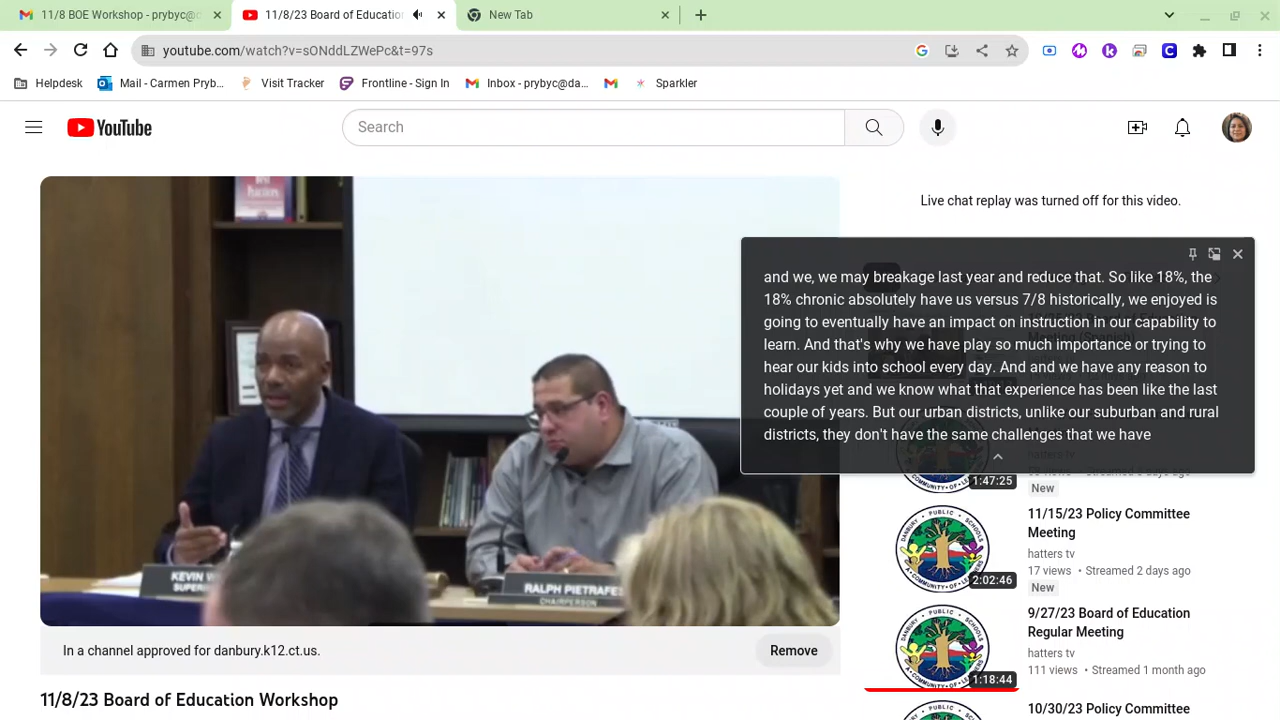 11/8 BOE Workshop - prybyc@d
11/8/23 Board of Education
New Tab
youtube.com/watch?v=sONddLZWePc&t=97s
Helpdesk
Mail - Carmen Pryb...
Visit Tracker
Frontline - Sign In
Inbox - prybyc@da...
Sparkler
YouTube
Search
Live chat replay was turned off for this video.
and we, we may breakage last year and reduce that. So like 18%, the
18% chronic absolutely have us versus 7/8 historically, we enjoyed is
going to eventually have an impact on instruction in our capability to
learn. And that's why we have play so much importance or trying to
hear our kids into school every day. And and we have any reason to
holidays yet and we know what that experience has been like the last
couple of years. But our urban districts, unlike our suburban and rural
districts, they don't have the same challenges that we have
1:47:25
New
11/15/23 Policy Committee
Meeting
hatters tv
17 views • Streamed 2 days ago
2:02:46
New
9/27/23 Board of Education
Regular Meeting
hatters tv
111 views • Streamed 1 month ago
1:18:44
10/30/23 Policy Committee
KEVIN W
RALPH PIETRAFES
CHAIRPERSON
In a channel approved for danbury.k12.ct.us.
Remove
11/8/23 Board of Education Workshop